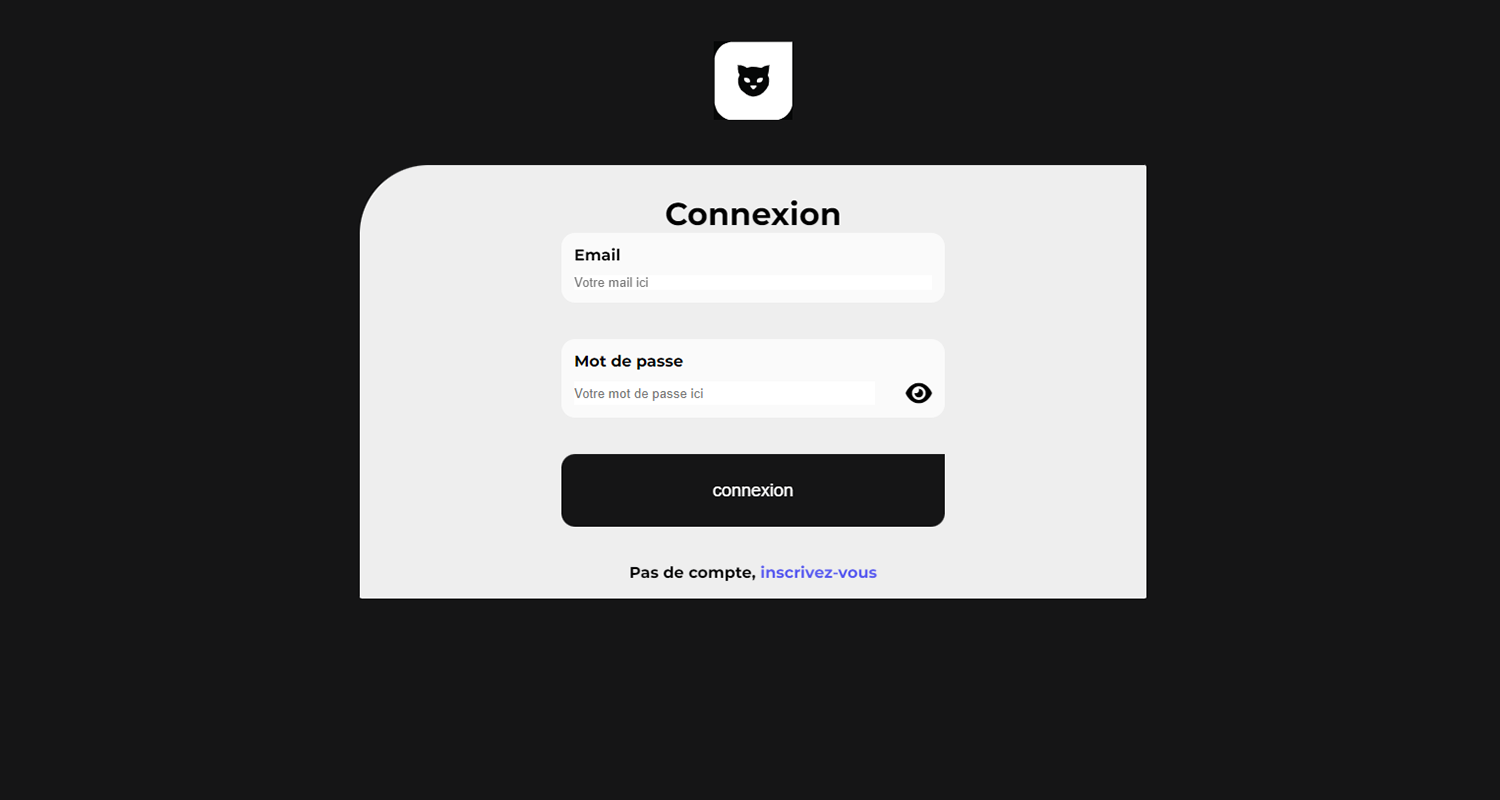 Connexion
Email
Votre mail ici
Mot de passe
Votre mot de passe ici
connexion
Pas de compte, inscrivez-vous